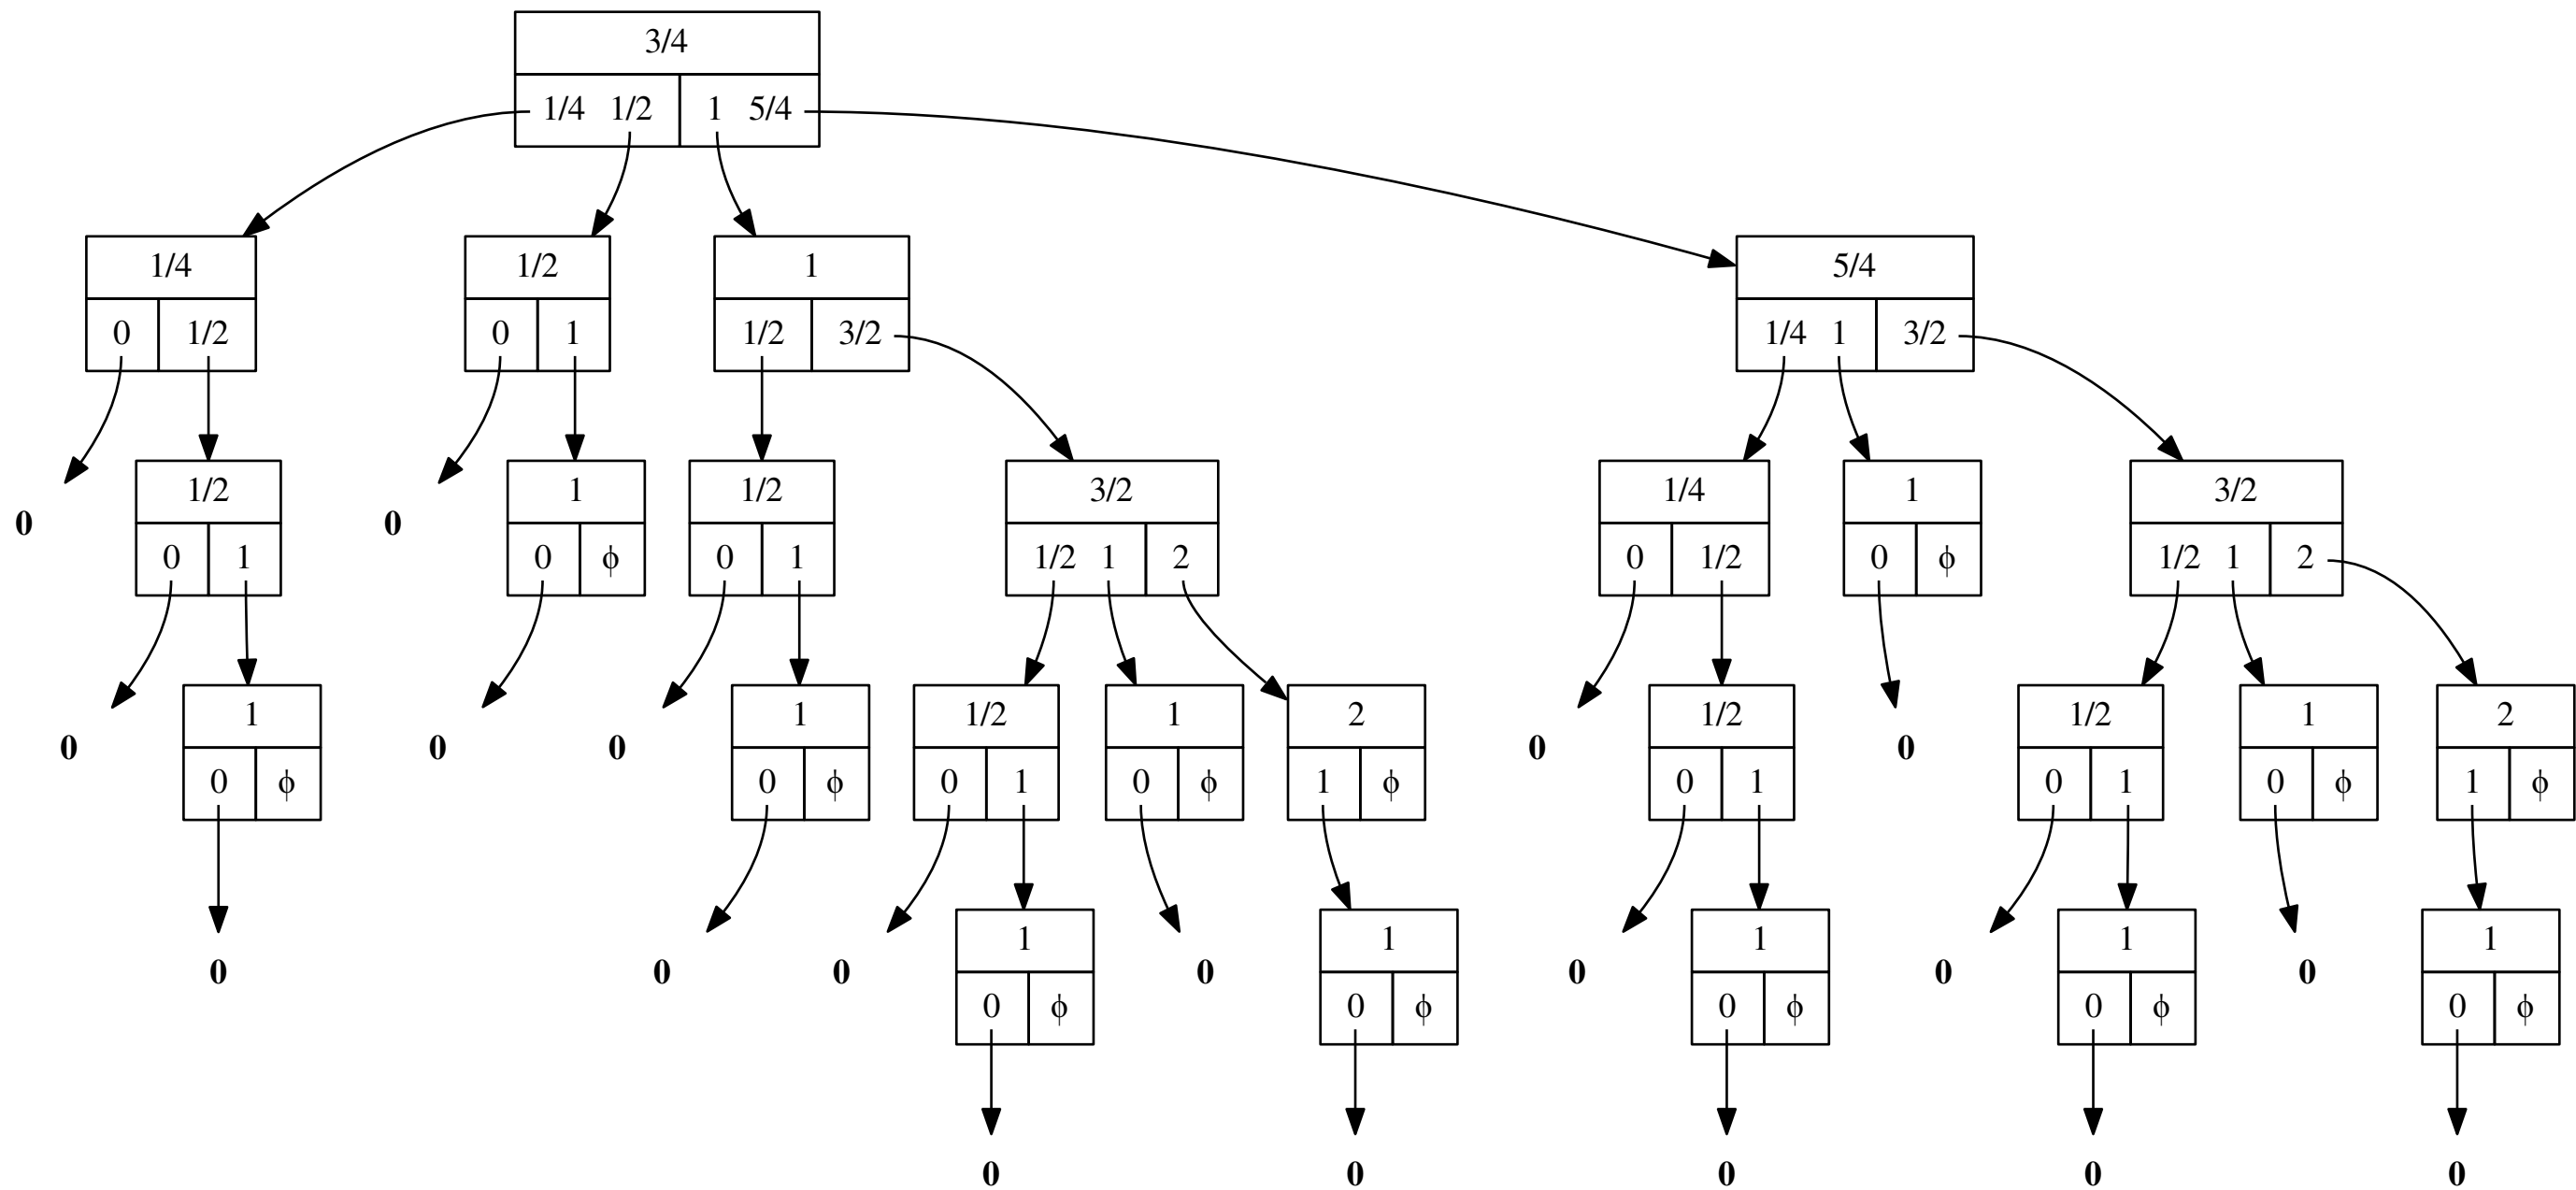 3/4
1/4 1/2 1 5/4
1/4 1/2 1 5/4
0 1/2 0 1 1/2 3/2 1/4 1 3/2
1/2 1 1/2 3/2 1/4 1 3/2
0 0
0 1 0 ϕ 0 1 1/2 1 2 0 1/2 0 ϕ 1/2 1 2
1 1/2 1 2 1/2 1/2 1 2
0 0 0 0 0
0 ϕ 0 ϕ 0 1 0 ϕ 1 ϕ 0 1 0 1 0 ϕ 1 ϕ
1 1 1 1 1
0 0 0 0 0 0 0
0 ϕ 0 ϕ 0 ϕ 0 ϕ 0 ϕ
0 0 0 0 0